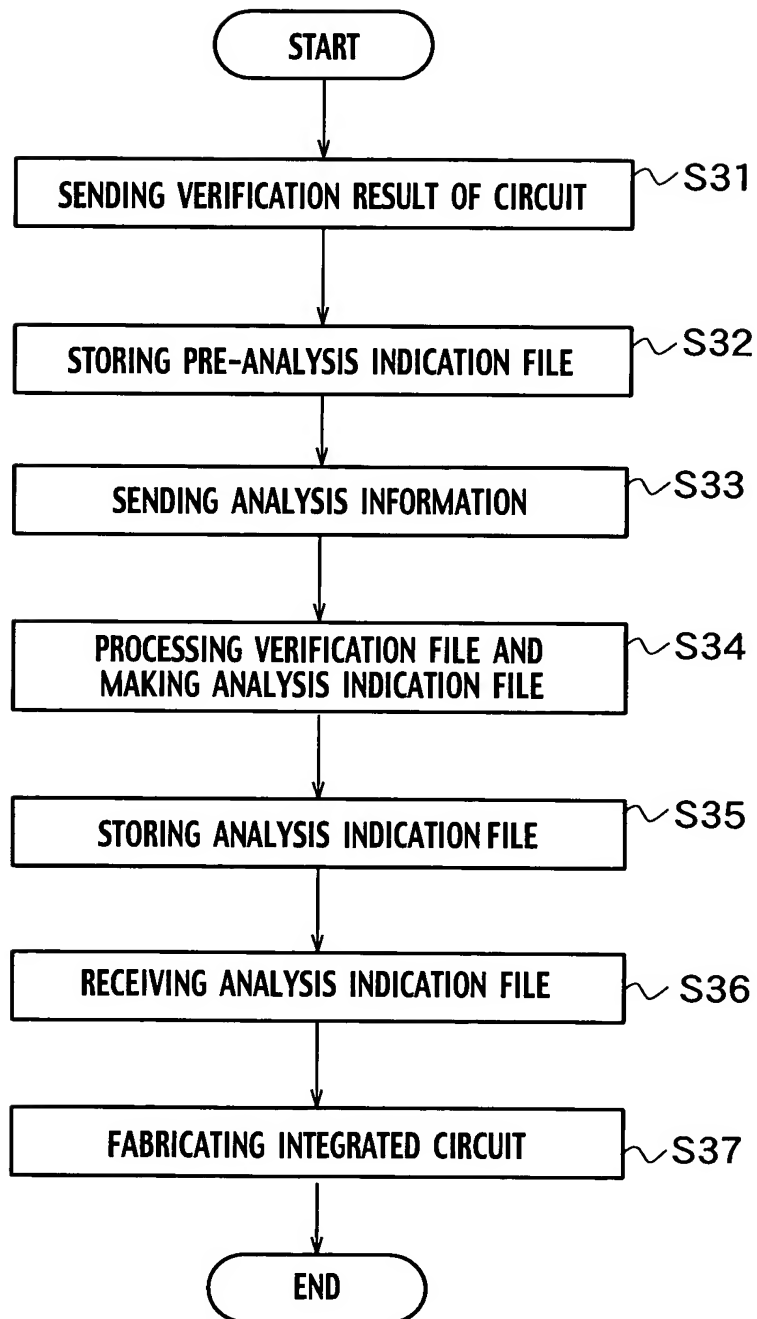 START
SENDING VERIFICATION RESULT OF CIRCUIT
S31
STORING PRE-ANALYSIS INDICATION FILE
S32
SENDING ANALYSIS INFORMATION
S33
PROCESSING VERIFICATION FILE AND
MAKING ANALYSIS INDICATION FILE
S34
STORING ANALYSIS INDICATION FILE
S35
RECEIVING ANALYSIS INDICATION FILE
S36
FABRICATING INTEGRATED CIRCUIT
S37
END